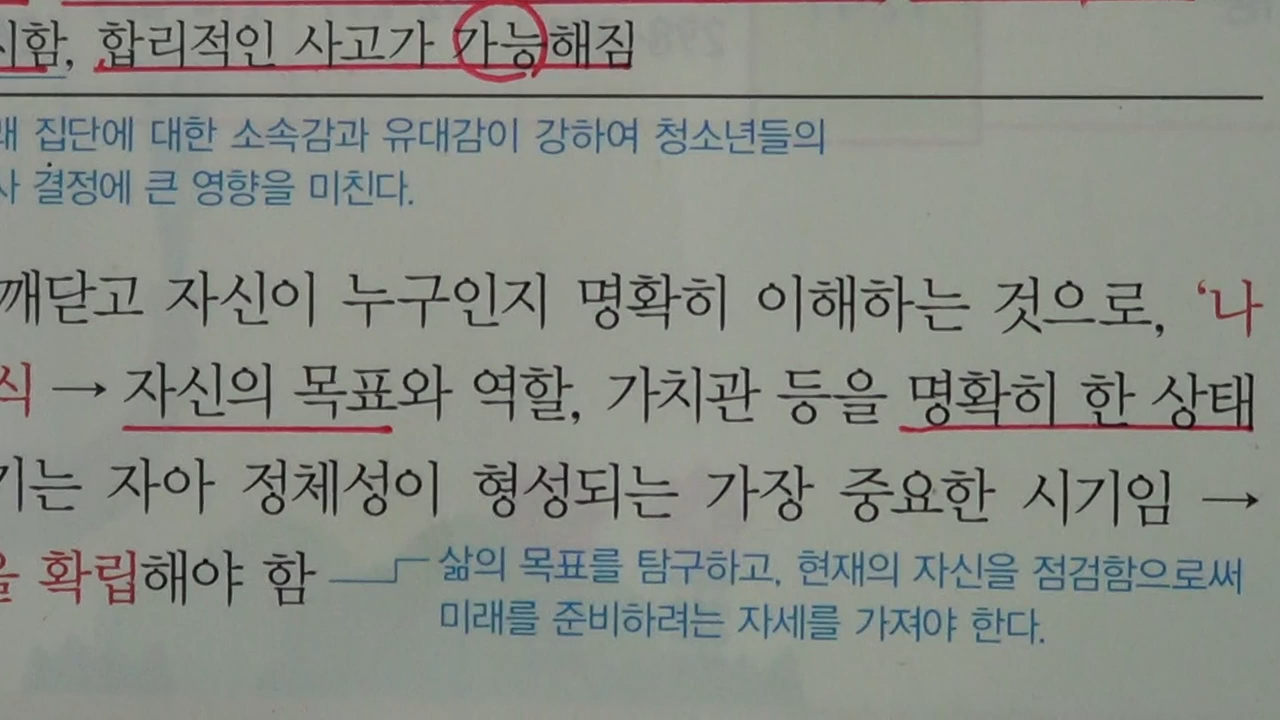 시함, 합리적인 사고가 가능해짐
래 집단에 대한 소속감과 유대감이 강하여 청소년들의
사 결정에 큰 영향을 미친다.
깨닫고 자신이 누구인지 명확히 이해하는 것으로, ‘나
식 → 자신의 목표와 역할, 가치관 등을 명확히 한 상태
기는 자아 정체성이 형성되는 가장 중요한 시기임 →
을 확립해야 함
삶의 목표를 탐구하고, 현재의 자신을 점검함으로써
미래를 준비하려는 자세를 가져야 한다.